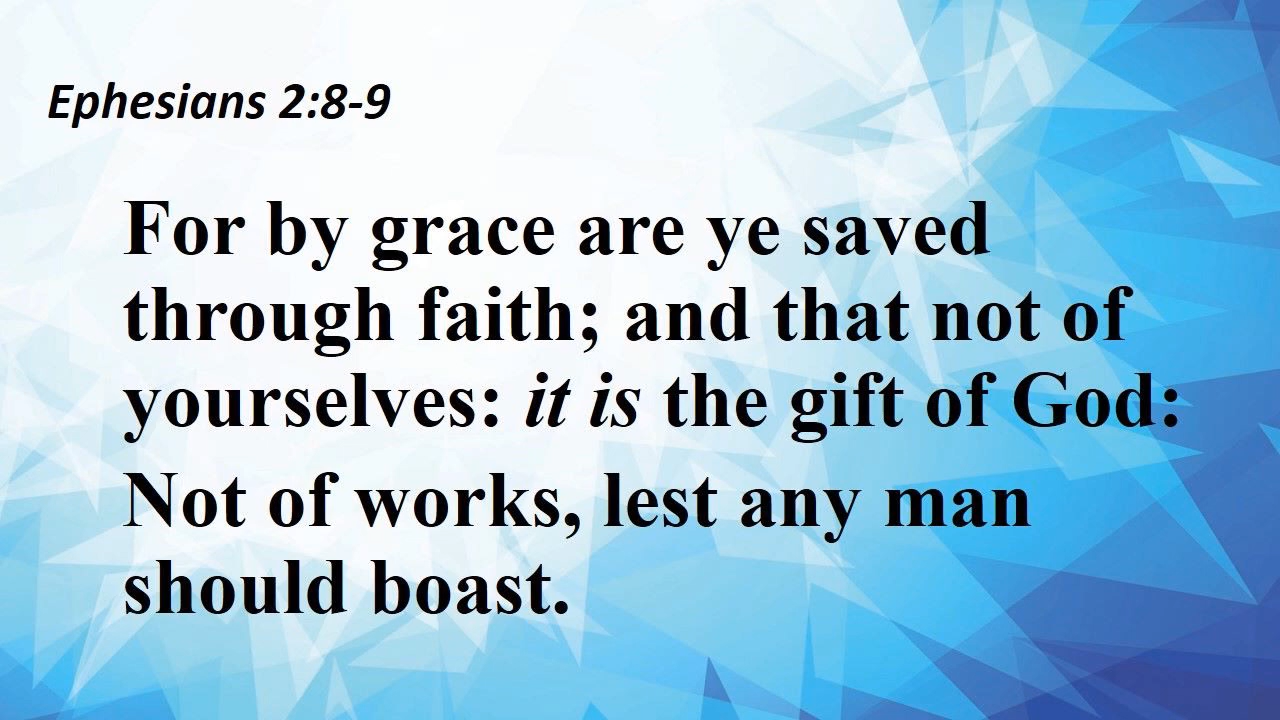 Ephesians 2:8-9
For by grace are ye saved
through faith; and that not of
yourselves: it is the gift of God:
Not of works, lest any man
should boast.